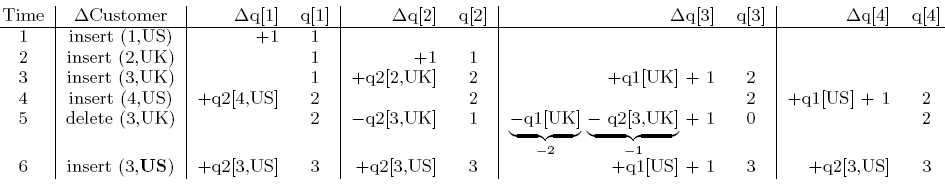 Time ΔCustomer Δq[1] q[1] Δq[2] q[2] Δq[3] q[3] Δq[4] q[4]
1 insert (1,US) +1 1
2 insert (2,UK) 1 +1 1
3 insert (3,UK) 1 +q2[2,UK] 2 +q1[UK] + 1 2
4 insert (4,US) +q2[4,US] 2 2 2 +q1[US] + 1 2
5 delete (3,UK) 2 −q2[3,UK] 1 −q1[UK] − q2[3,UK] + 1 0 2
−2 −1
6 insert (3,US) +q2[3,US] 3 +q2[3,US] 3 +q1[US] + 1 3 +q2[3,US] 3